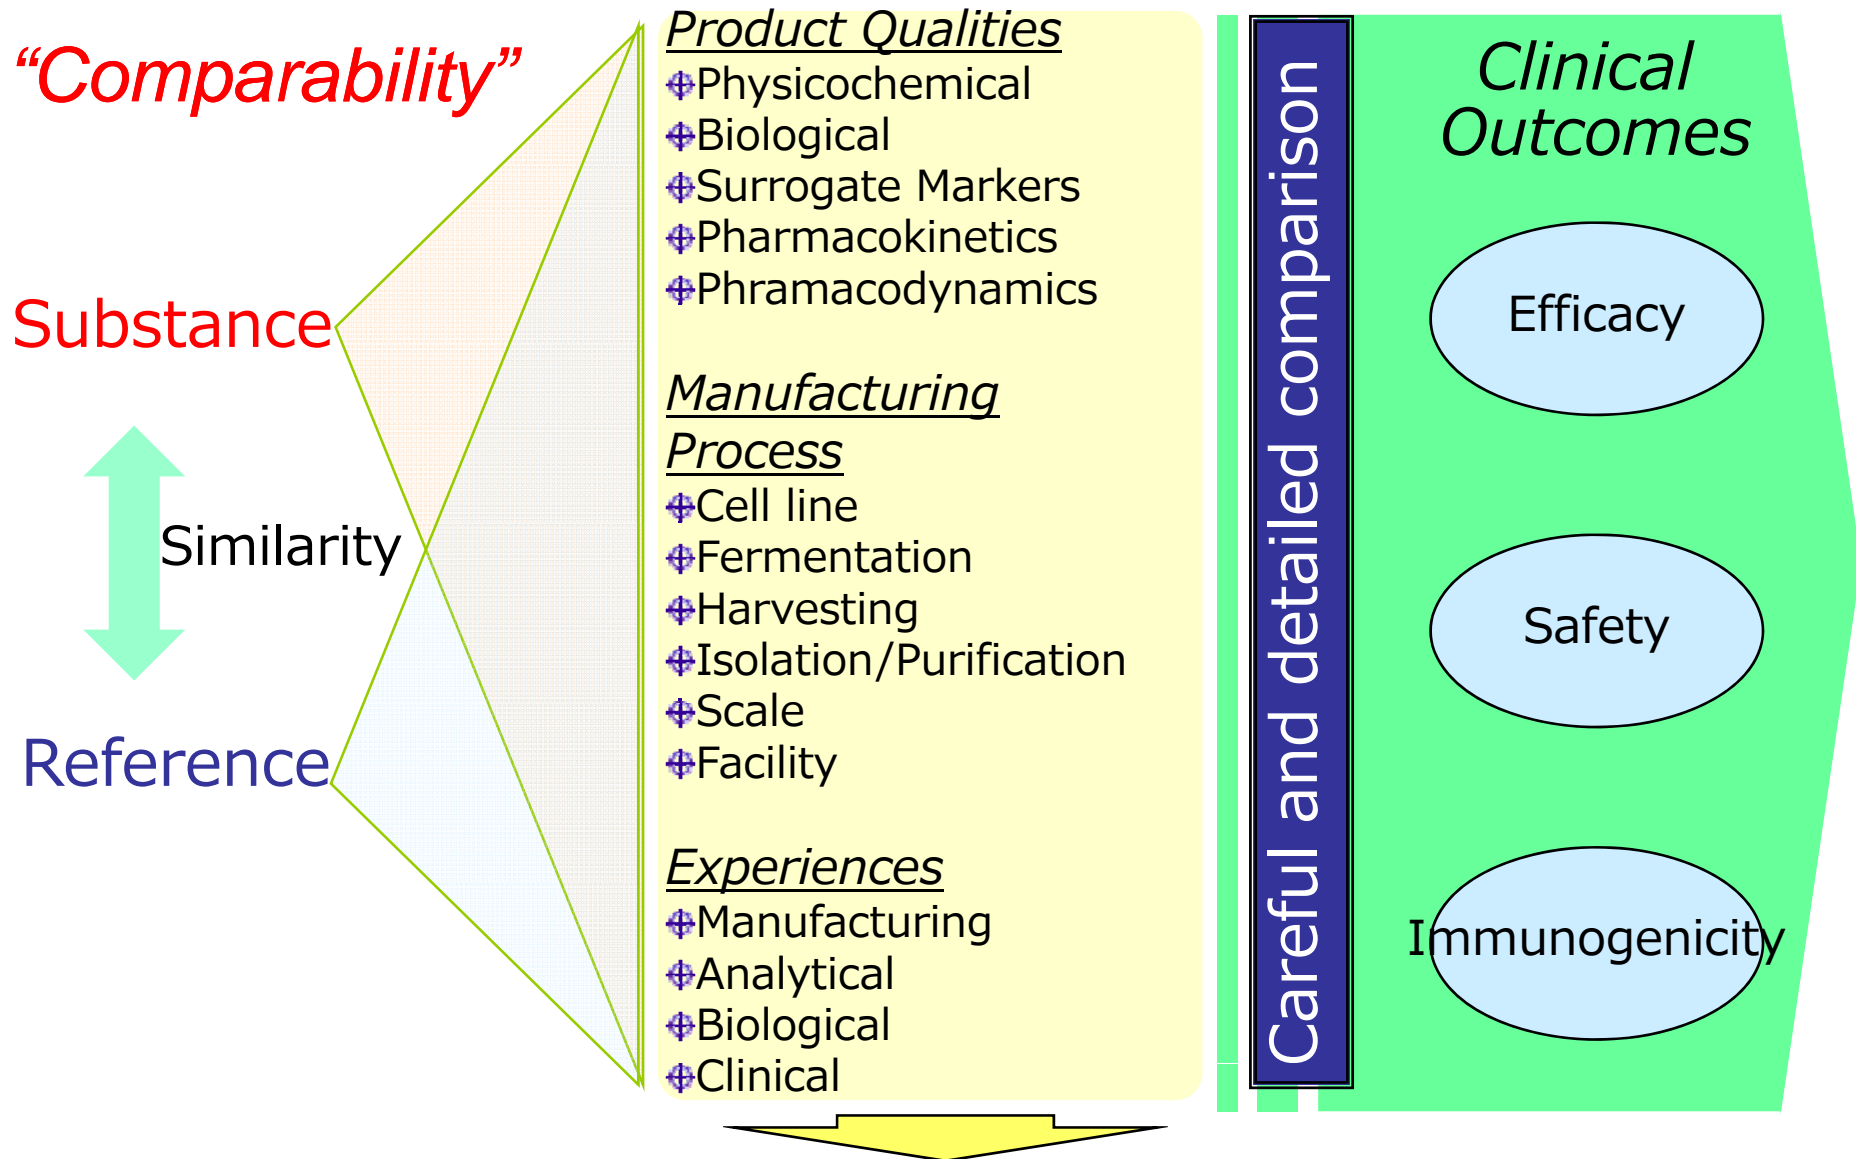 “Comparability”
Substance
Similarity
Reference
Product Qualities
Physicochemical
Biological
Surrogate Markers
Pharmacokinetics
Phramacodynamics
Manufacturing
Process
Cell line
Fermentation
Harvesting
Isolation/Purification
Scale
Facility
Experiences
Manufacturing
Analytical
Biological
Clinical
Careful and detailed comparison
Clinical
Outcomes
Efficacy
Safety
Immunogenicity